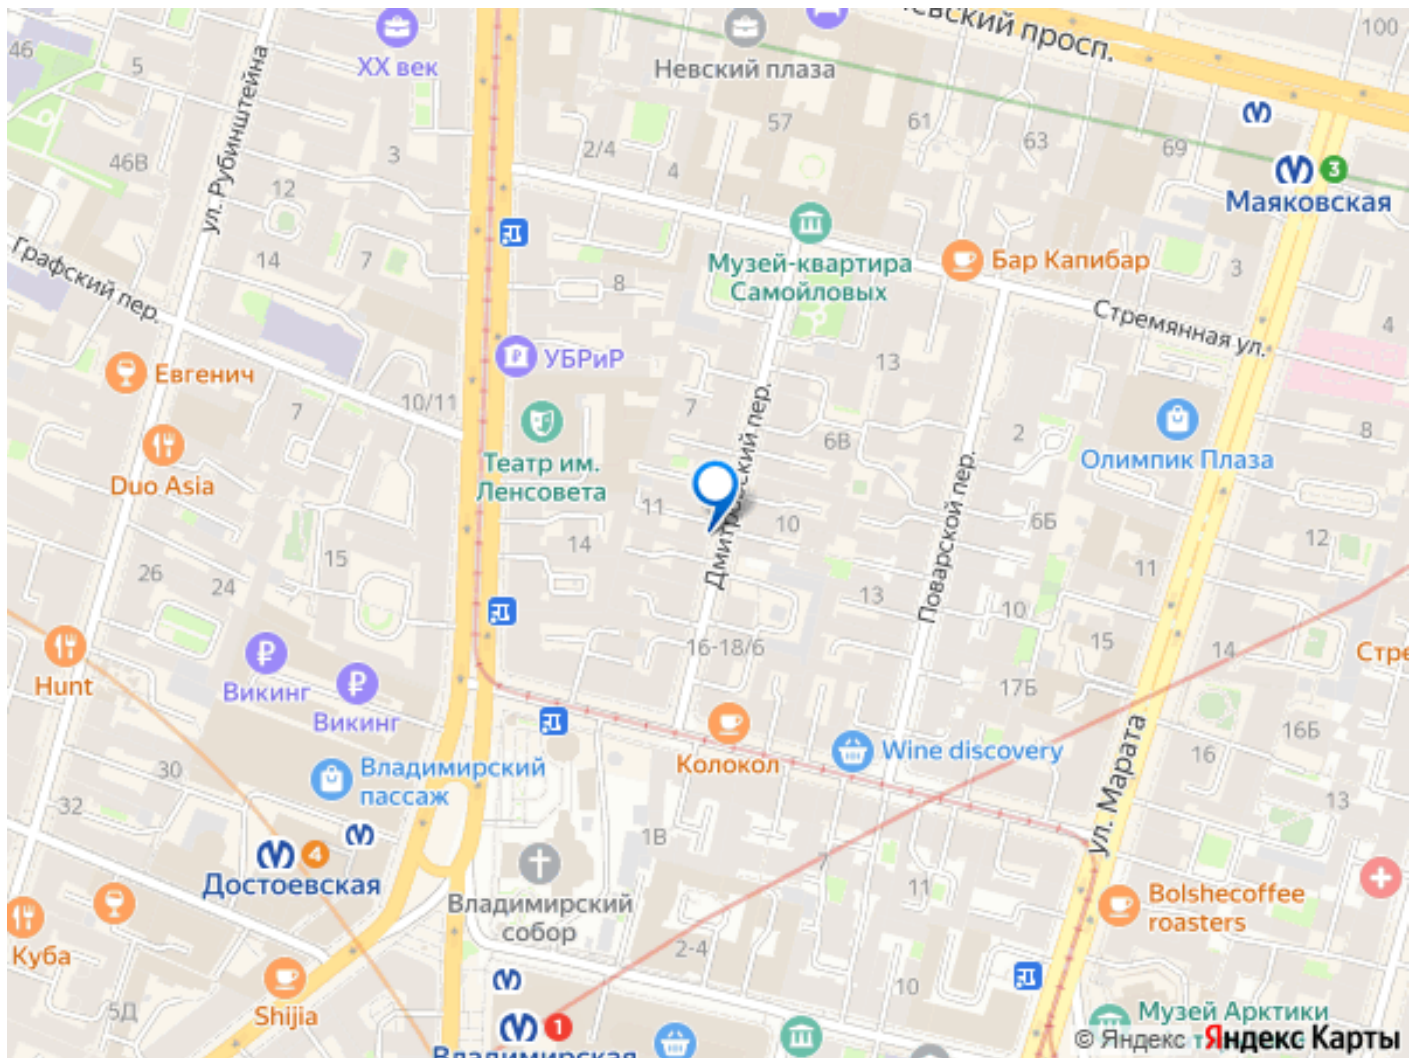 Невский просп.
100
46
5
XX век
Невский плаза
57
61
63
69
ул. Рубинштейна
46В
3
2/4
4
12
3
Маяковская
Графский пер.
14
7
8
Музей-квартира
Самойловых
Бар Капибар
3
Стремянная ул.
4
УБРиР
13
Евгенич
7
10/11
7
Дмитровский пер.
6В
2
8
Duo Asia
Театр им.
Ленсовета
Олимпик Плаза
11
10
Поварской пер.
6Б
12
14
15
26
24
13
10
11
15
14
16-18/6
Стре
Hunt
Викинг
Викинг
17Б
16Б
Колокол
Wine discovery
16
ул. Марата
30
Владимирский
пассаж
32
13
1В
7
4
Достоевская
Владимирский
собор
11
Bolshecoffee
roasters
Куба
2-4
10
5Д
Shijia
1
Владимирская
Музей Арктики
© Яндекс Яндекс Карты